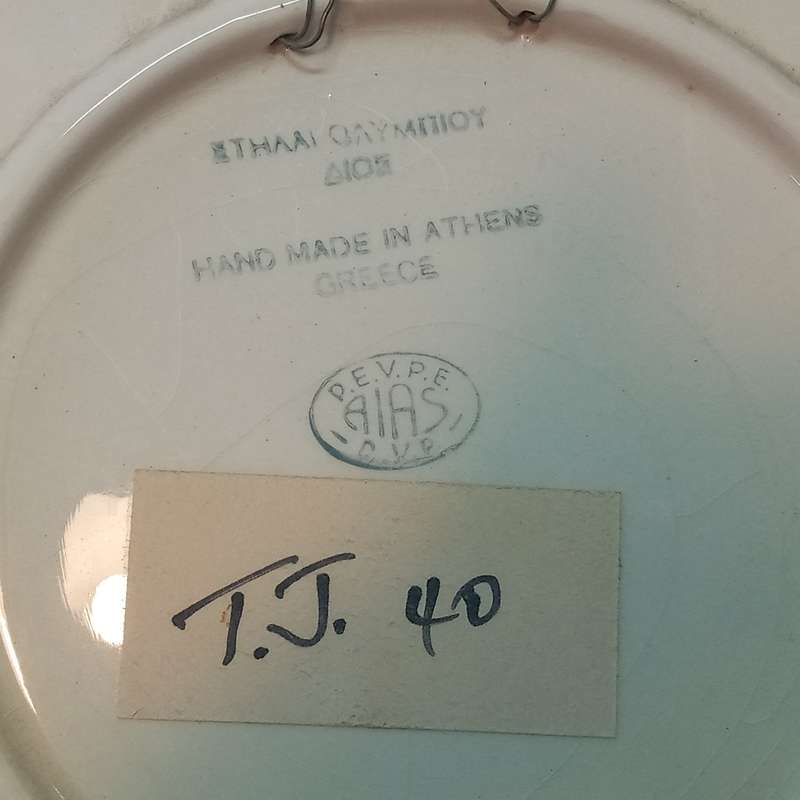 ΣΤΗΛΑΙ ΟΛΥΜΠΙΟΥ
ΔΙΟΣ
HAND MADE IN ATHENS
GREECE
P.E.V.P.E.
AIAS
- C.V.P. -
T.J. 40